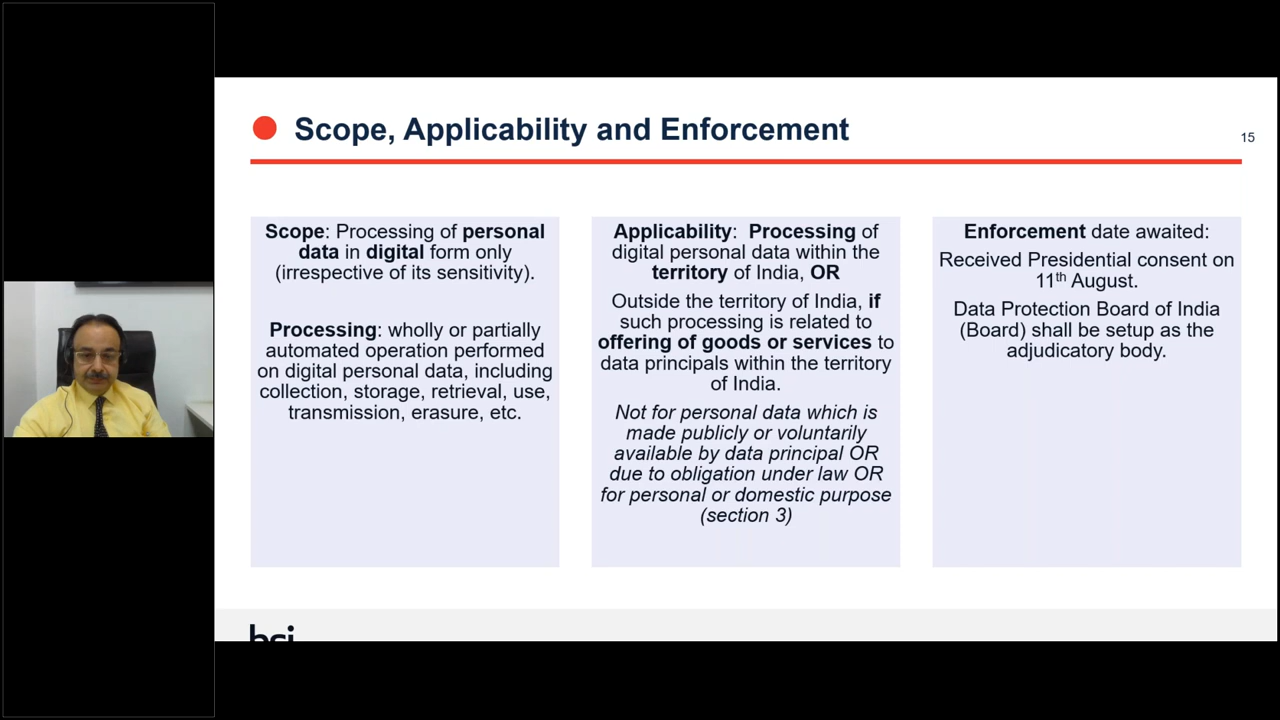 Scope, Applicability and Enforcement
15
Scope: Processing of personal
data in digital form only
(irrespective of its sensitivity).
Processing: wholly or partially
automated operation performed
on digital personal data, including
collection, storage, retrieval, use,
transmission, erasure, etc.
Applicability: Processing of
digital personal data within the
territory of India, OR
Outside the territory of India, if
such processing is related to
offering of goods or services to
data principals within the territory
of India.
Not for personal data which is
made publicly or voluntarily
available by data principal OR
due to obligation under law OR
for personal or domestic purpose
(section 3)
Enforcement date awaited:
Received Presidential consent on
11th August.
Data Protection Board of India
(Board) shall be setup as the
adjudicatory body.
bsi